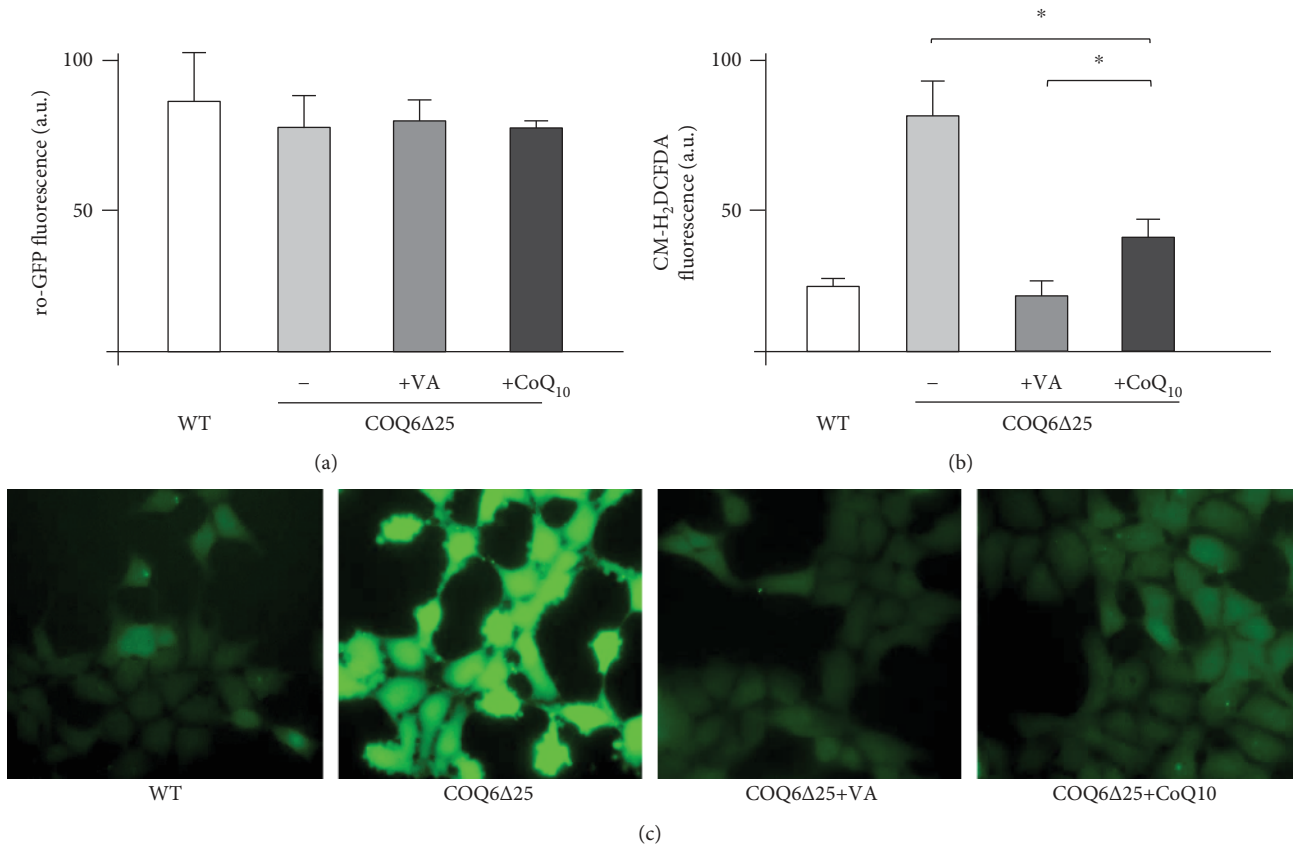 100
50
ro-GFP fluorescence (a.u.)
–
+VA
+CoQ₁₀
WT
COQ6Δ25
(a)
*
*
100
50
CM-H₂DCFDA
fluorescence (a.u.)
–
+VA
+CoQ₁₀
WT
COQ6Δ25
(b)
WT
COQ6Δ25
COQ6Δ25+VA
COQ6Δ25+CoQ10
(c)